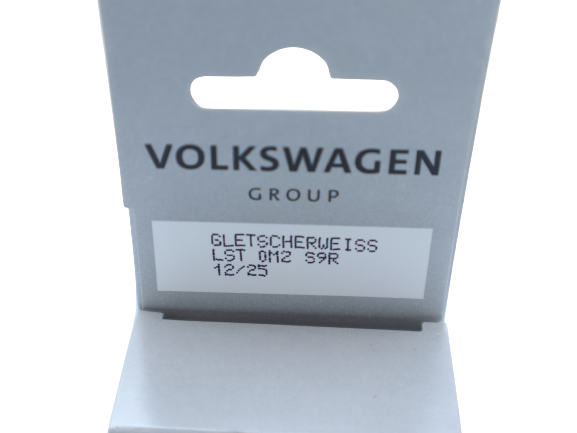 VOLKSWAGEN
GROUP
GLETSCHERWEISS
LST 0M2 S9R
12/25